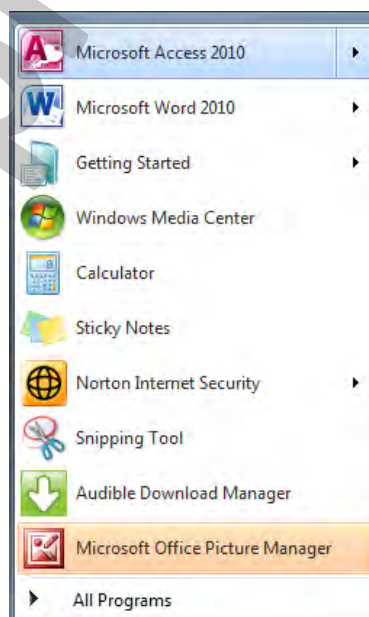 Microsoft Access 2010
Microsoft Word 2010
Getting Started
Windows Media Center
Calculator
Sticky Notes
Norton Internet Security
Snipping Tool
Audible Download Manager
Microsoft Office Picture Manager
All Programs